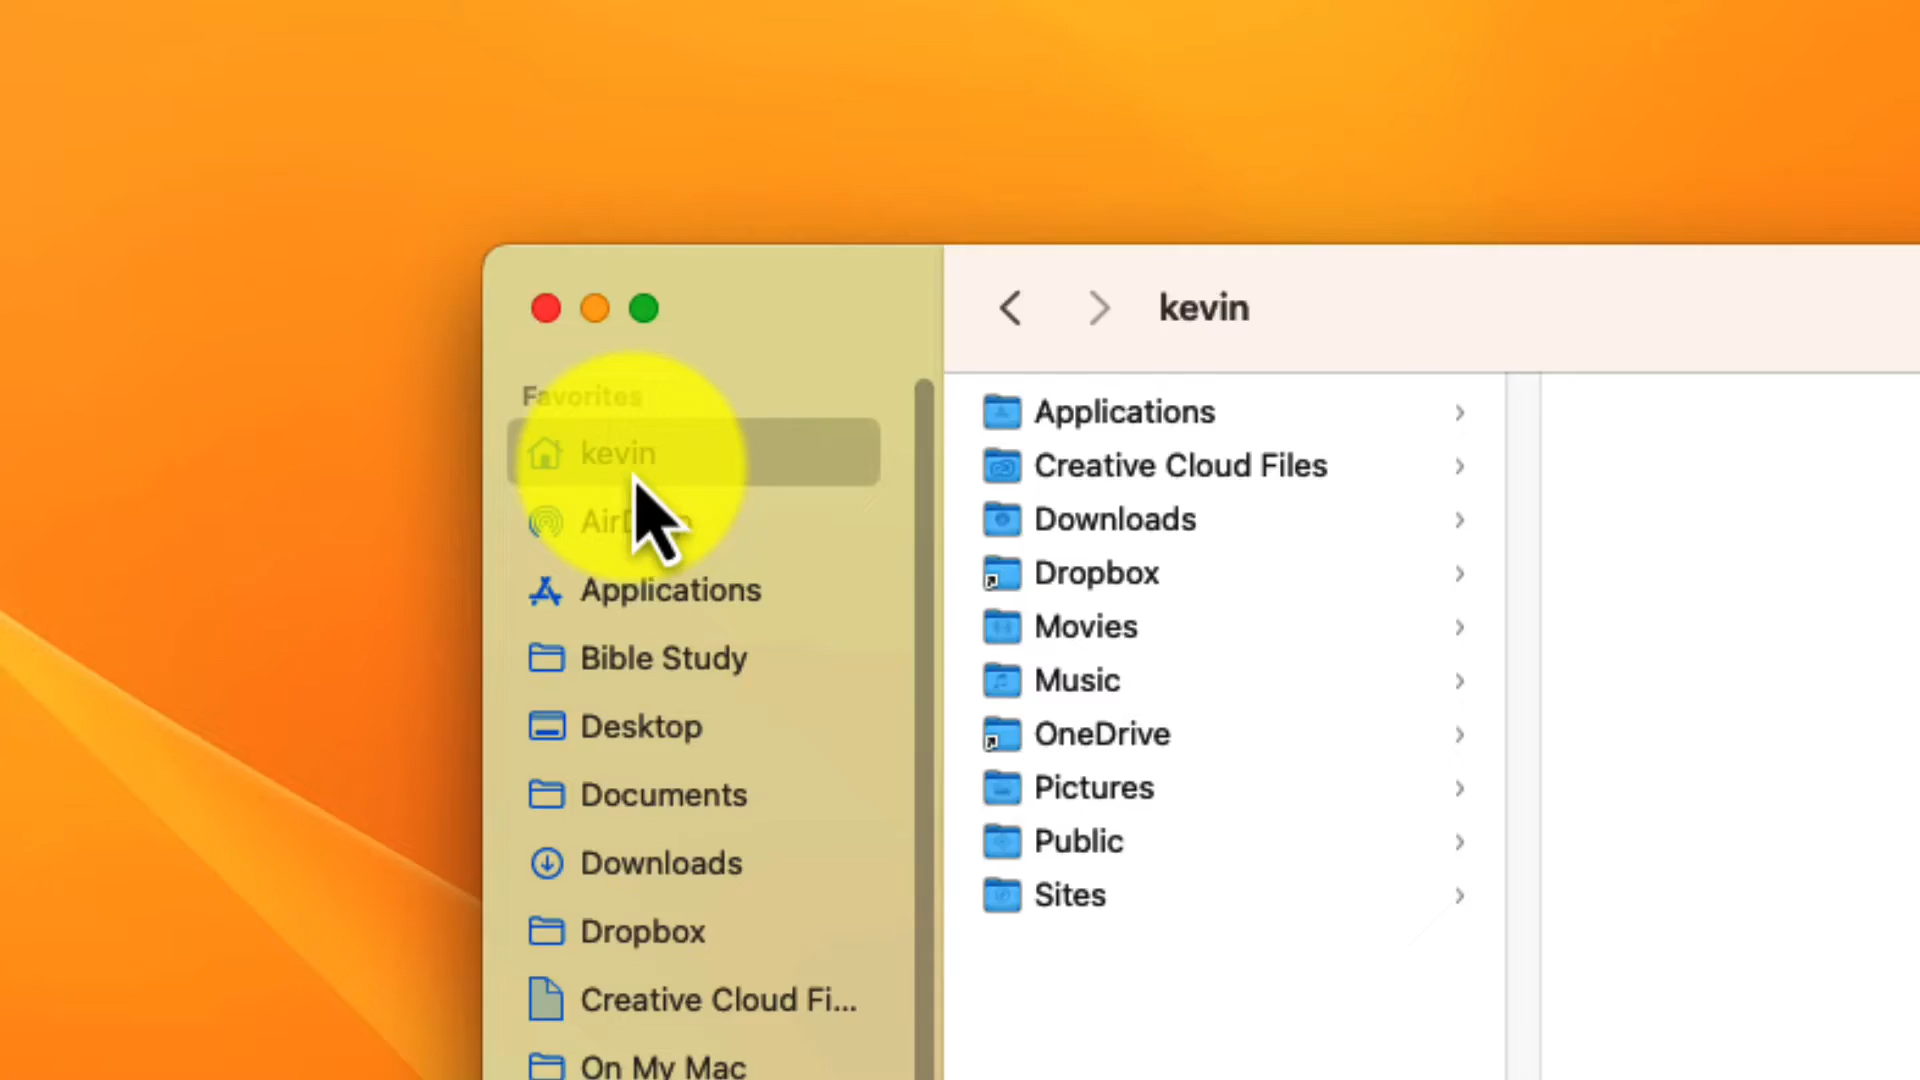 kevin
Favorites
kevin
Applications
Bible Study
Desktop
Documents
Downloads
Dropbox
Creative Cloud Fi...
On My Mac
Applications
Creative Cloud Files
Downloads
Dropbox
Movies
Music
OneDrive
Pictures
Public
Sites